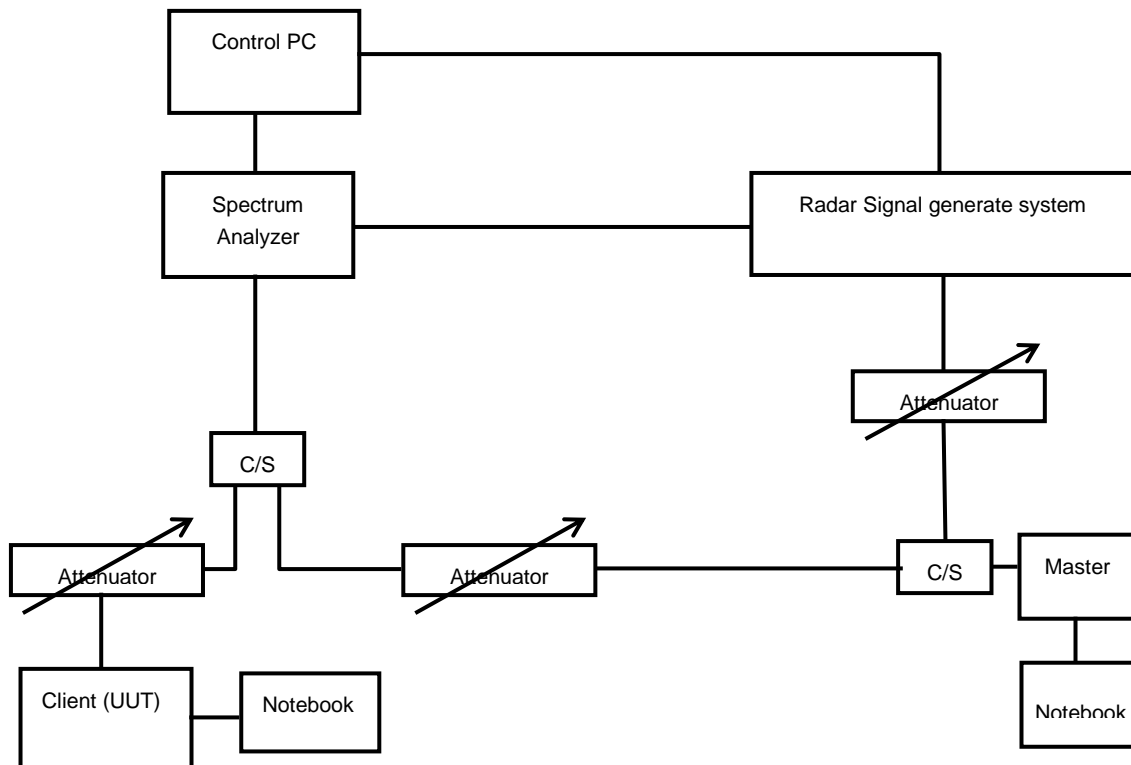 Control PC
Spectrum
Analyzer
Radar Signal generate system
Attenuator
C/S
Attenuator
Attenuator
C/S
Master
Client (UUT)
Notebook
Notebook